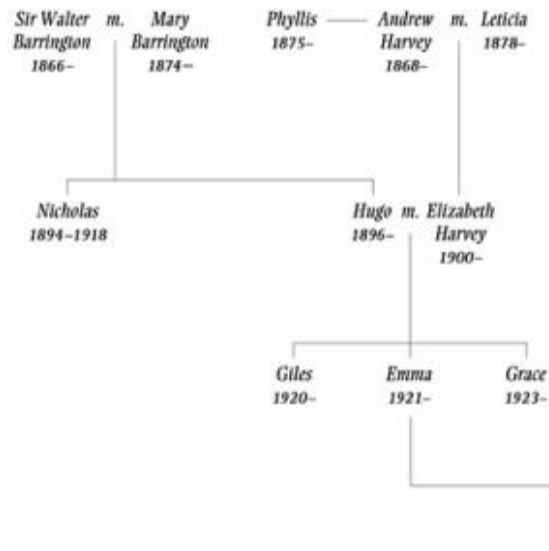 Sir Walter m. Mary Phyllis Andrew m. Leticia
Barrington Barrington 1875– Harvey 1878–
1866– 1874– 1868–
Nicholas Hugo m. Elizabeth
1894–1918 1896– Harvey
1900–
Giles Emma Grace
1920– 1921– 1923–